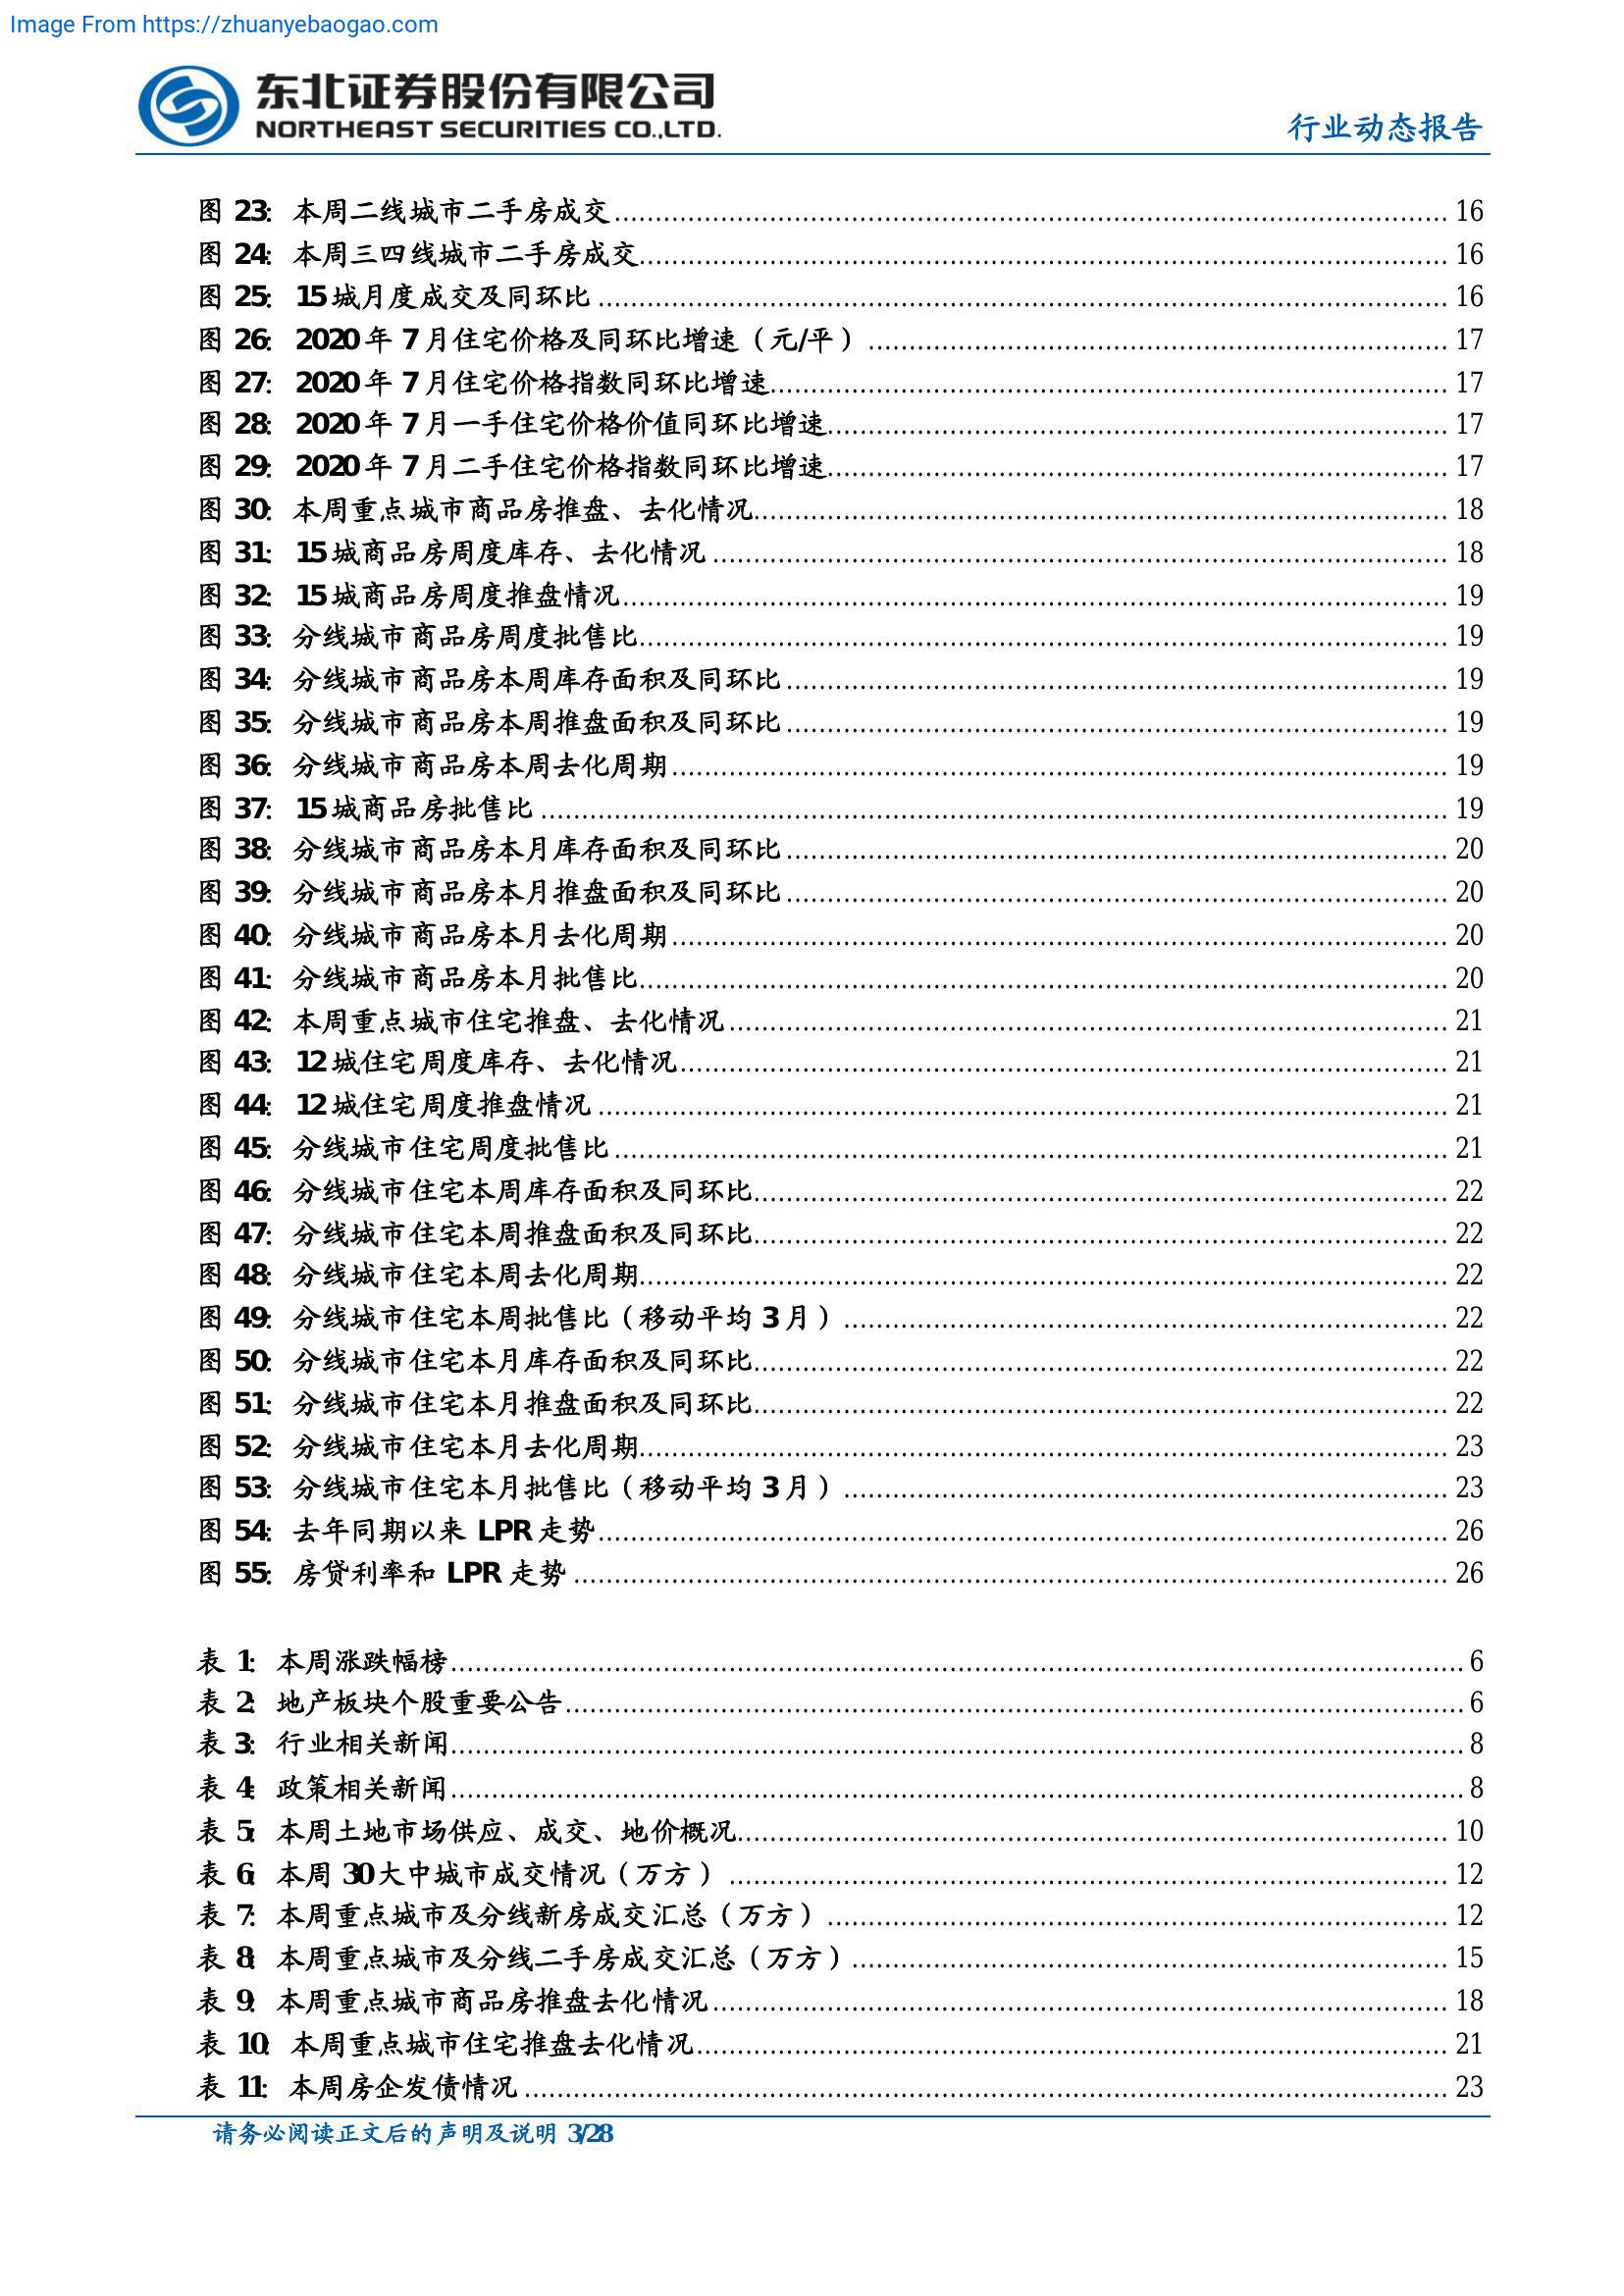 Image From https://zhuanyebaogao.com
东北证券股份有限公司
NORTHEAST SECURITIES CO.,LTD.
行业动态报告
图 23: 本周二线城市二手房成交 16
图 24: 本周三四线城市二手房成交 16
图 25: 15 城月度成交及同环比 16
图 26: 2020 年 7 月住宅价格及同环比增速（元/平） 17
图 27: 2020 年 7 月住宅价格指数同环比增速 17
图 28: 2020 年 7 月一手住宅价格价值同环比增速 17
图 29: 2020 年 7 月二手住宅价格指数同环比增速 17
图 30: 本周重点城市商品房推盘、去化情况 18
图 31: 15 城商品房周度库存、去化情况 18
图 32: 15 城商品房周度推盘情况 19
图 33: 分线城市商品房周度批售比 19
图 34: 分线城市商品房本周库存面积及同环比 19
图 35: 分线城市商品房本周推盘面积及同环比 19
图 36: 分线城市商品房本周去化周期 19
图 37: 15 城商品房批售比 19
图 38: 分线城市商品房本月库存面积及同环比 20
图 39: 分线城市商品房本月推盘面积及同环比 20
图 40: 分线城市商品房本月去化周期 20
图 41: 分线城市商品房本月批售比 20
图 42: 本周重点城市住宅推盘、去化情况 21
图 43: 12 城住宅周度库存、去化情况 21
图 44: 12 城住宅周度推盘情况 21
图 45: 分线城市住宅周度批售比 21
图 46: 分线城市住宅本周库存面积及同环比 22
图 47: 分线城市住宅本周推盘面积及同环比 22
图 48: 分线城市住宅本周去化周期 22
图 49: 分线城市住宅本周批售比（移动平均 3 月） 22
图 50: 分线城市住宅本月库存面积及同环比 22
图 51: 分线城市住宅本月推盘面积及同环比 22
图 52: 分线城市住宅本月去化周期 23
图 53: 分线城市住宅本月批售比（移动平均 3 月） 23
图 54: 去年同期以来 LPR 走势 26
图 55: 房贷利率和 LPR 走势 26
表 1: 本周涨跌幅榜 6
表 2: 地产板块个股重要公告 6
表 3: 行业相关新闻 8
表 4: 政策相关新闻 8
表 5: 本周土地市场供应、成交、地价概况 10
表 6: 本周 30 大中城市成交情况（万方） 12
表 7: 本周重点城市及分线新房成交汇总（万方） 12
表 8: 本周重点城市及分线二手房成交汇总（万方） 15
表 9: 本周重点城市商品房推盘去化情况 18
表 10: 本周重点城市住宅推盘去化情况 21
表 11: 本周房企发债情况 23
请务必阅读正文后的声明及说明 3/28